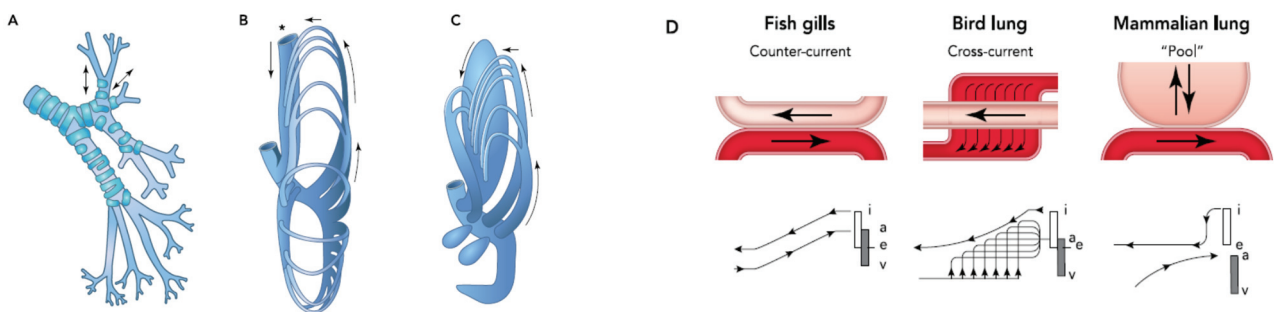 A
B
C
D
*
Fish gills
Counter-current
Bird lung
Cross-current
Mammalian lung
"Pool"
i
a
e
v
i
a
e
v
i
e
a
v